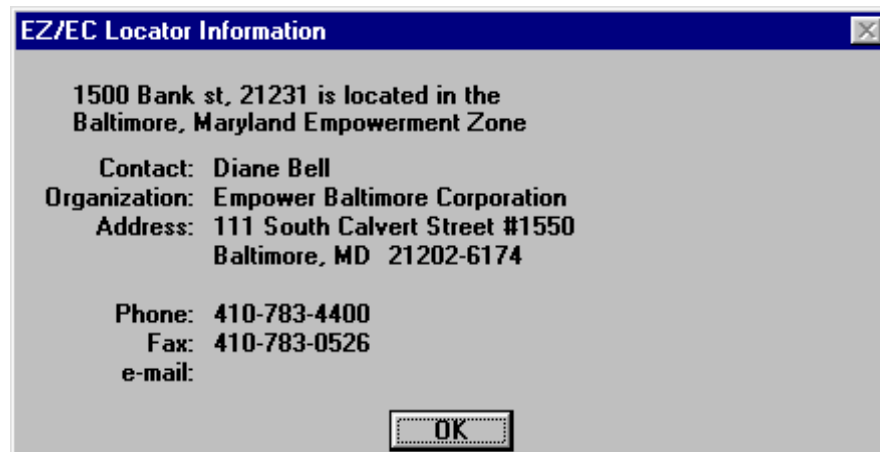 EZ/EC Locator Information
1500 Bank st, 21231 is located in the
Baltimore, Maryland Empowerment Zone
Contact: Diane Bell
Organization: Empower Baltimore Corporation
Address: 111 South Calvert Street #1550
Baltimore, MD 21202-6174
Phone: 410-783-4400
Fax: 410-783-0526
e-mail:
OK